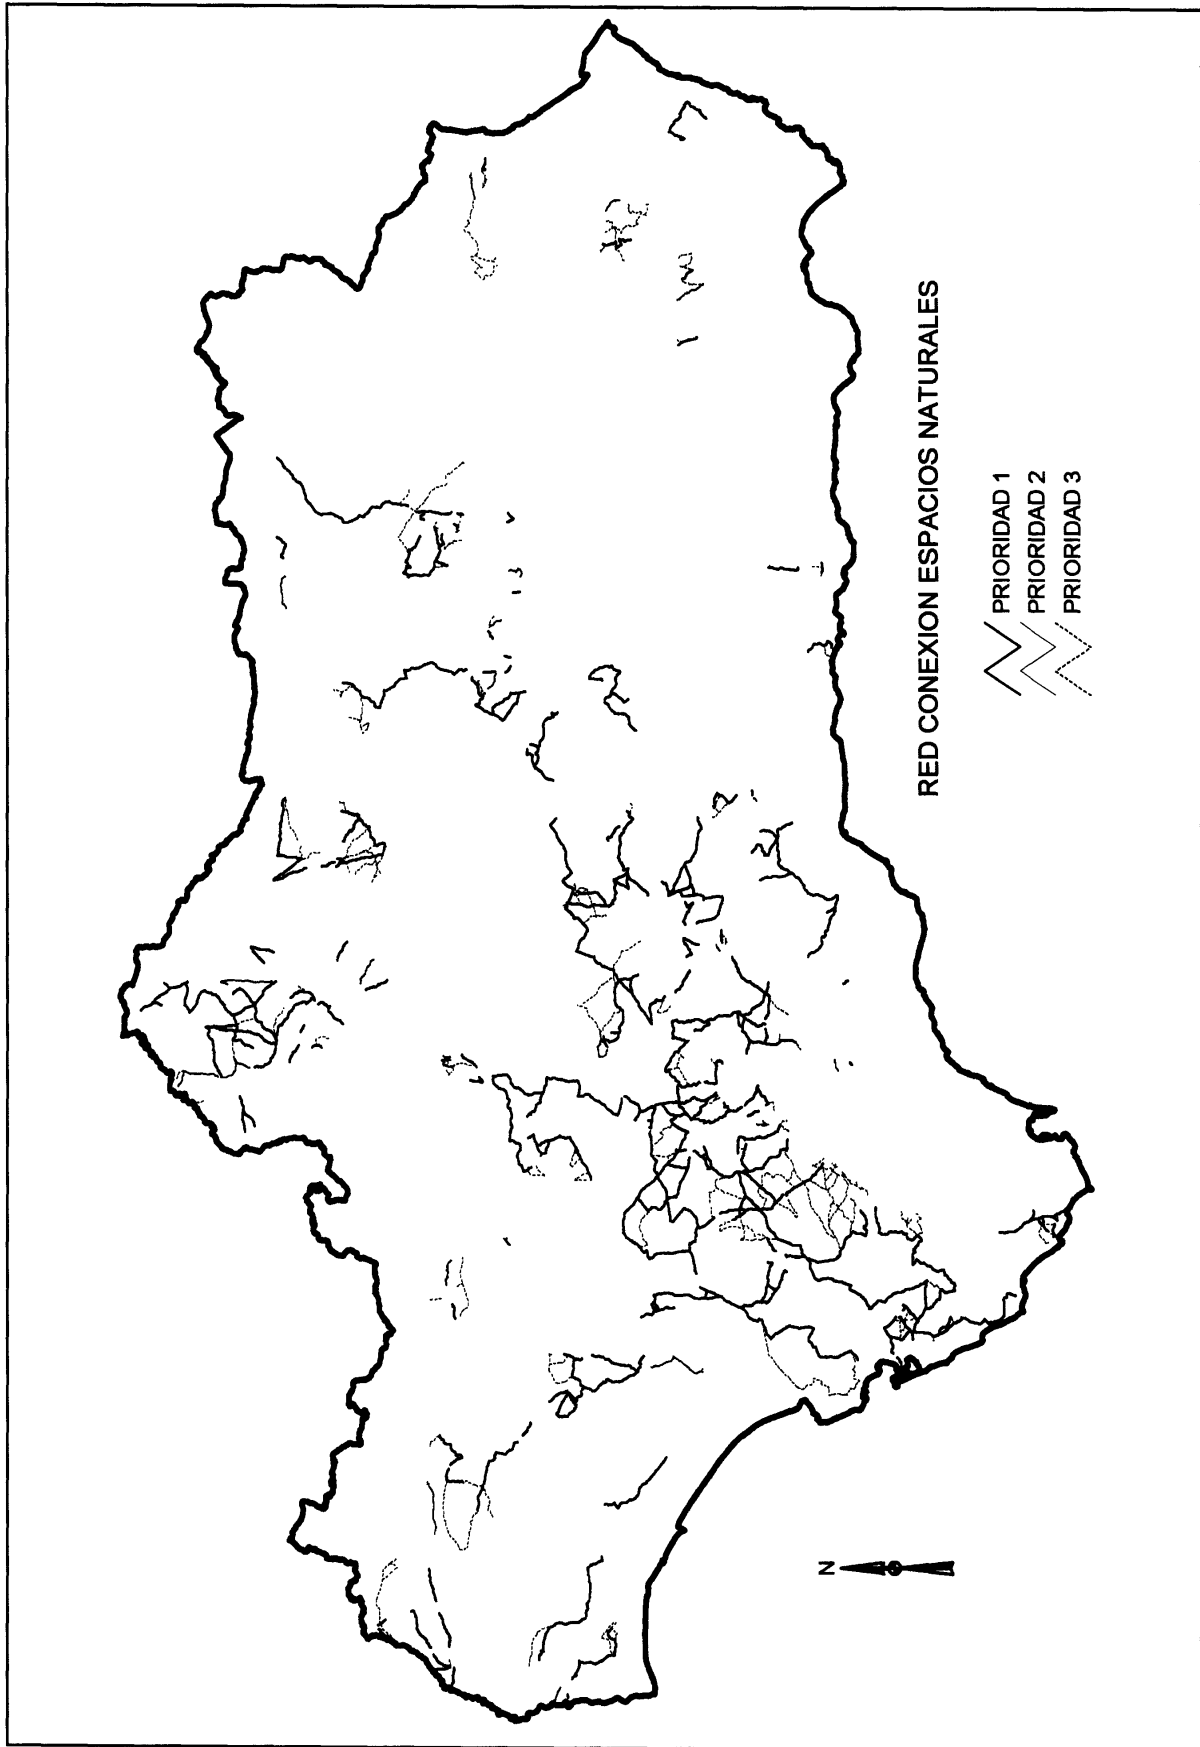 RED CONEXION ESPACIOS NATURALES
PRIORIDAD 1
PRIORIDAD 2
PRIORIDAD 3
N